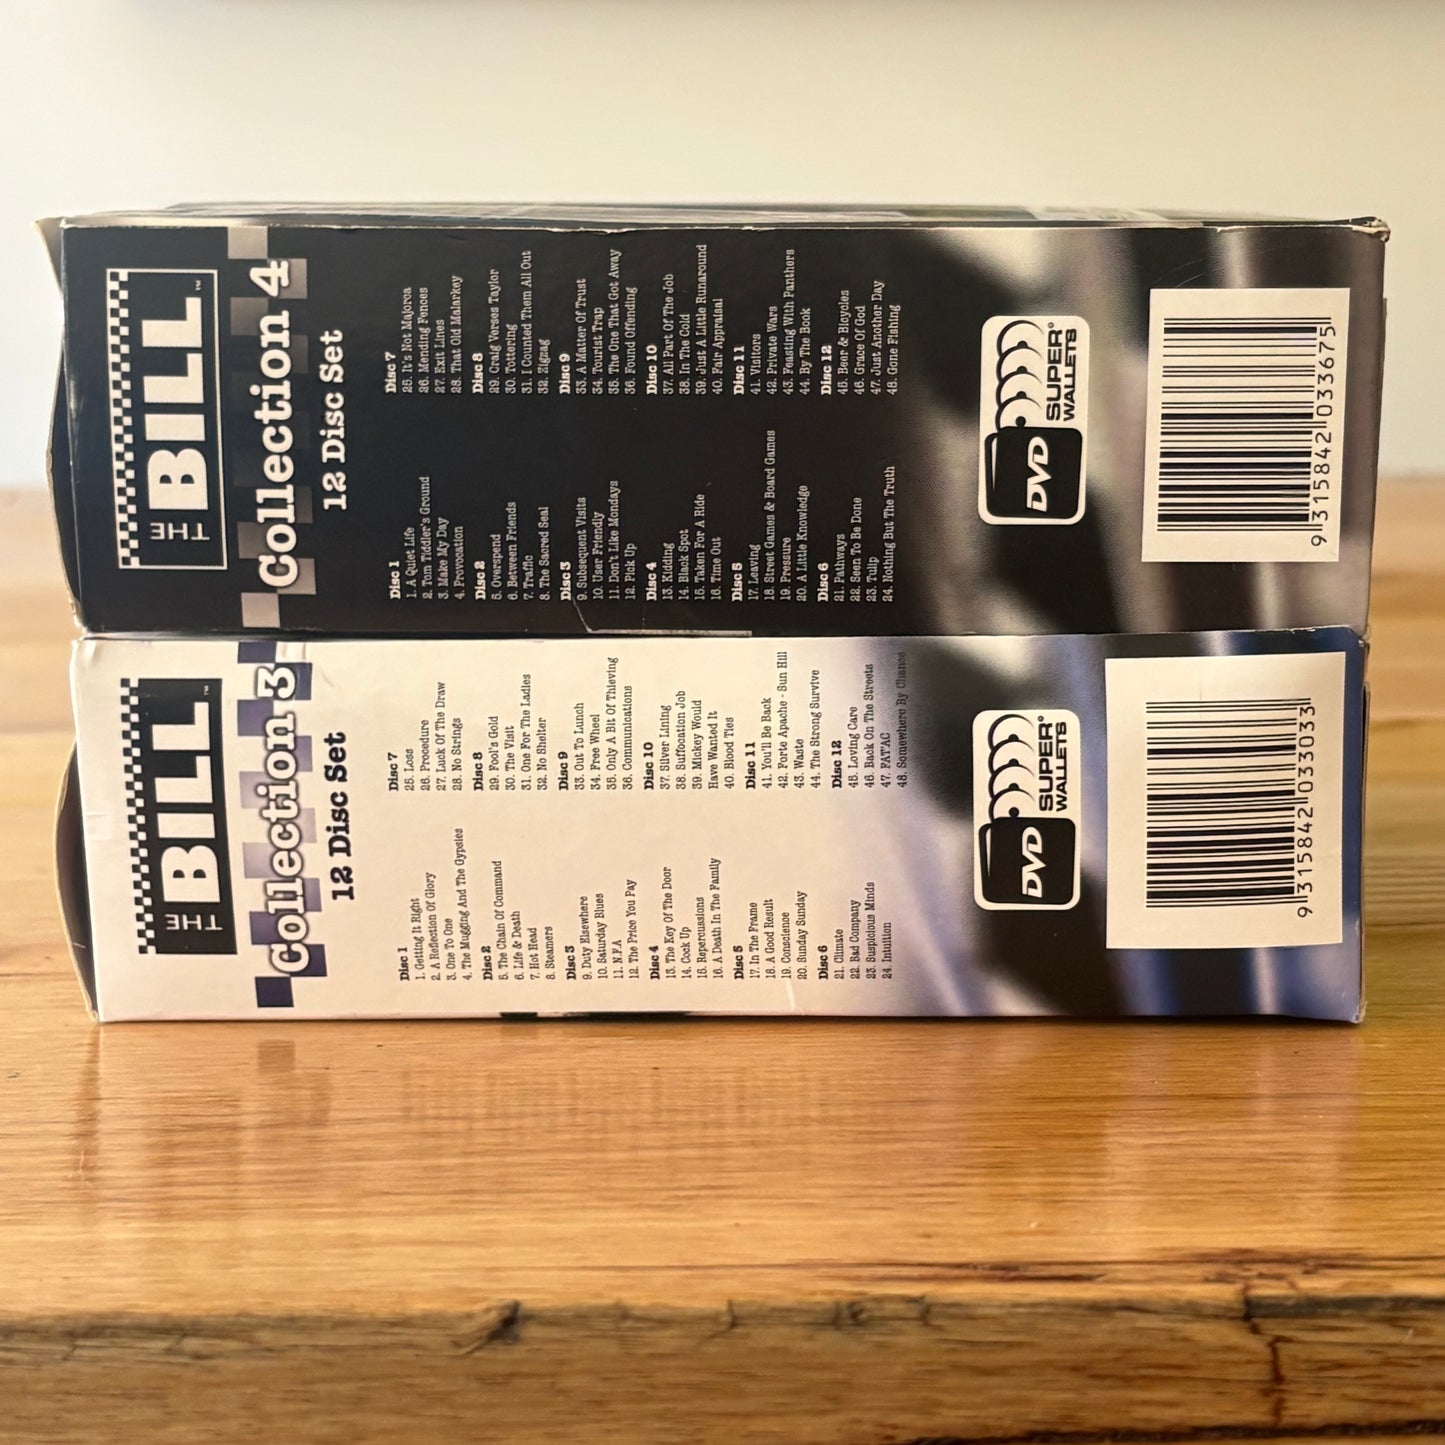 THE
BILL
™
Collection 4
12 Disc Set
Disc 1
1. A Quiet Life
2. Tom Tiddler's Ground
3. Make My Day
4. Provocation
Disc 2
5. Overspend
6. Between Friends
7. Traffic
8. The Sacred Seal
Disc 3
9. Subsequent Visits
10. User Friendly
11. Don't Like Mondays
12. Pick Up
Disc 4
13. Kidding
14. Black Spot
15. Taken For A Ride
16. Time Out
Disc 5
17. Leaving
18. Street Games & Board Games
19. Pressure
20. A Little Knowledge
Disc 6
21. Pathways
22. Seen To Be Done
23. Tulip
24. Nothing But The Truth
Disc 7
25. It's Not Majorca
26. Mending Fences
27. Exit Lines
28. That Old Malarkey
Disc 8
29. Craig Verses Taylor
30. Tottering
31. I Counted Them All Out
32. Zigzag
Disc 9
33. A Matter Of Trust
34. Tourist Trap
35. The One That Got Away
36. Found Offending
Disc 10
37. All Part Of The Job
38. In The Cold
39. Just A Little Runaround
40. Fair Appraisal
Disc 11
41. Visitors
42. Private Wars
43. Feasting With Panthers
44. By The Book
Disc 12
45. Beer & Bicycles
46. Grace Of God
47. Just Another Day
48. Gone Fishing
DVD
SUPER®
WALLETS
9 315842 033675
THE
BILL
™
Collection 3
12 Disc Set
Disc 1
1. Getting It Right
2. A Reflection Of Glory
3. One To One
4. The Mugging And The Gypsies
Disc 2
5. The Chain Of Command
6. Life & Death
7. Hot Head
8. Steamers
Disc 3
9. Duty Elsewhere
10. Saturday Blues
11. N.F.A
12. The Price You Pay
Disc 4
13. The Key Of The Door
14. Cock Up
15. Repercussions
16. A Death In The Family
Disc 5
17. In The Frame
18. A Good Result
19. Conscience
20. Sunday Sunday
Disc 6
21. Climate
22. Bad Company
23. Suspicious Minds
24. Intuition
Disc 7
25. Loss
26. Procedure
27. Luck Of The Draw
28. No Strings
Disc 8
29. Fool's Gold
30. The Visit
31. One For The Ladies
32. No Shelter
Disc 9
33. Out To Lunch
34. Free Wheel
35. Only A Bit Of Thieving
36. Communications
Disc 10
37. Silver Lining
38. Suffocation Job
39. Mickey Would
Have Wanted It
40. Blood Ties
Disc 11
41. You'll Be Back
42. Forte Apache - Sun Hill
43. Waste
44. The Strong Survive
Disc 12
45. Loving Care
46. Back On The Streets
47. FAT'AC
48. Somewhere By Chance
DVD
SUPER®
WALLETS
9 315842 033033